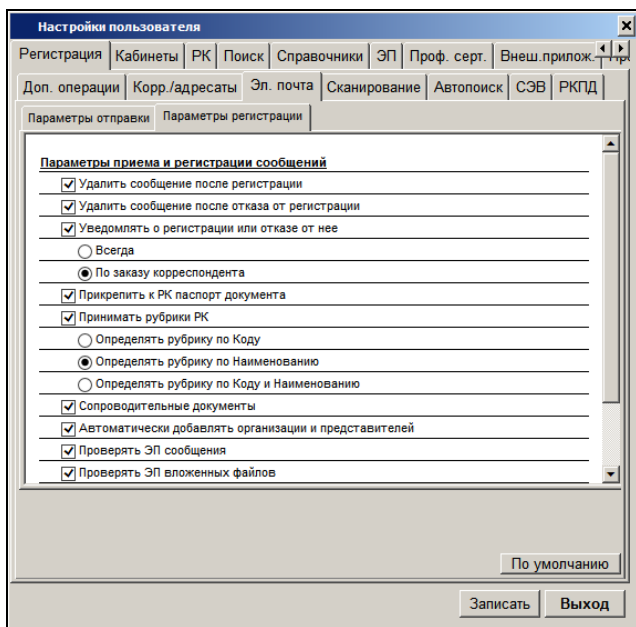 Настройки пользователя
Регистрация Кабинеты РК Поиск Справочники ЭП Проф. серт. Внеш.прилож.
Доп. операции Корр./адресаты Эл. почта Сканирование Автопоиск СЭВ РКПД
Параметры отправки Параметры регистрации
Параметры приема и регистрации сообщений
Удалить сообщение после регистрации
Удалить сообщение после отказа от регистрации
Уведомлять о регистрации или отказе от нее
Всегда
По заказу корреспондента
Прикрепить к РК паспорт документа
Принимать рубрики РК
Определять рубрику по Коду
Определять рубрику по Наименованию
Определять рубрику по Коду и Наименованию
Сопроводительные документы
Автоматически добавлять организации и представителей
Проверять ЭП сообщения
Проверять ЭП вложенных файлов
По умолчанию
Записать Выход